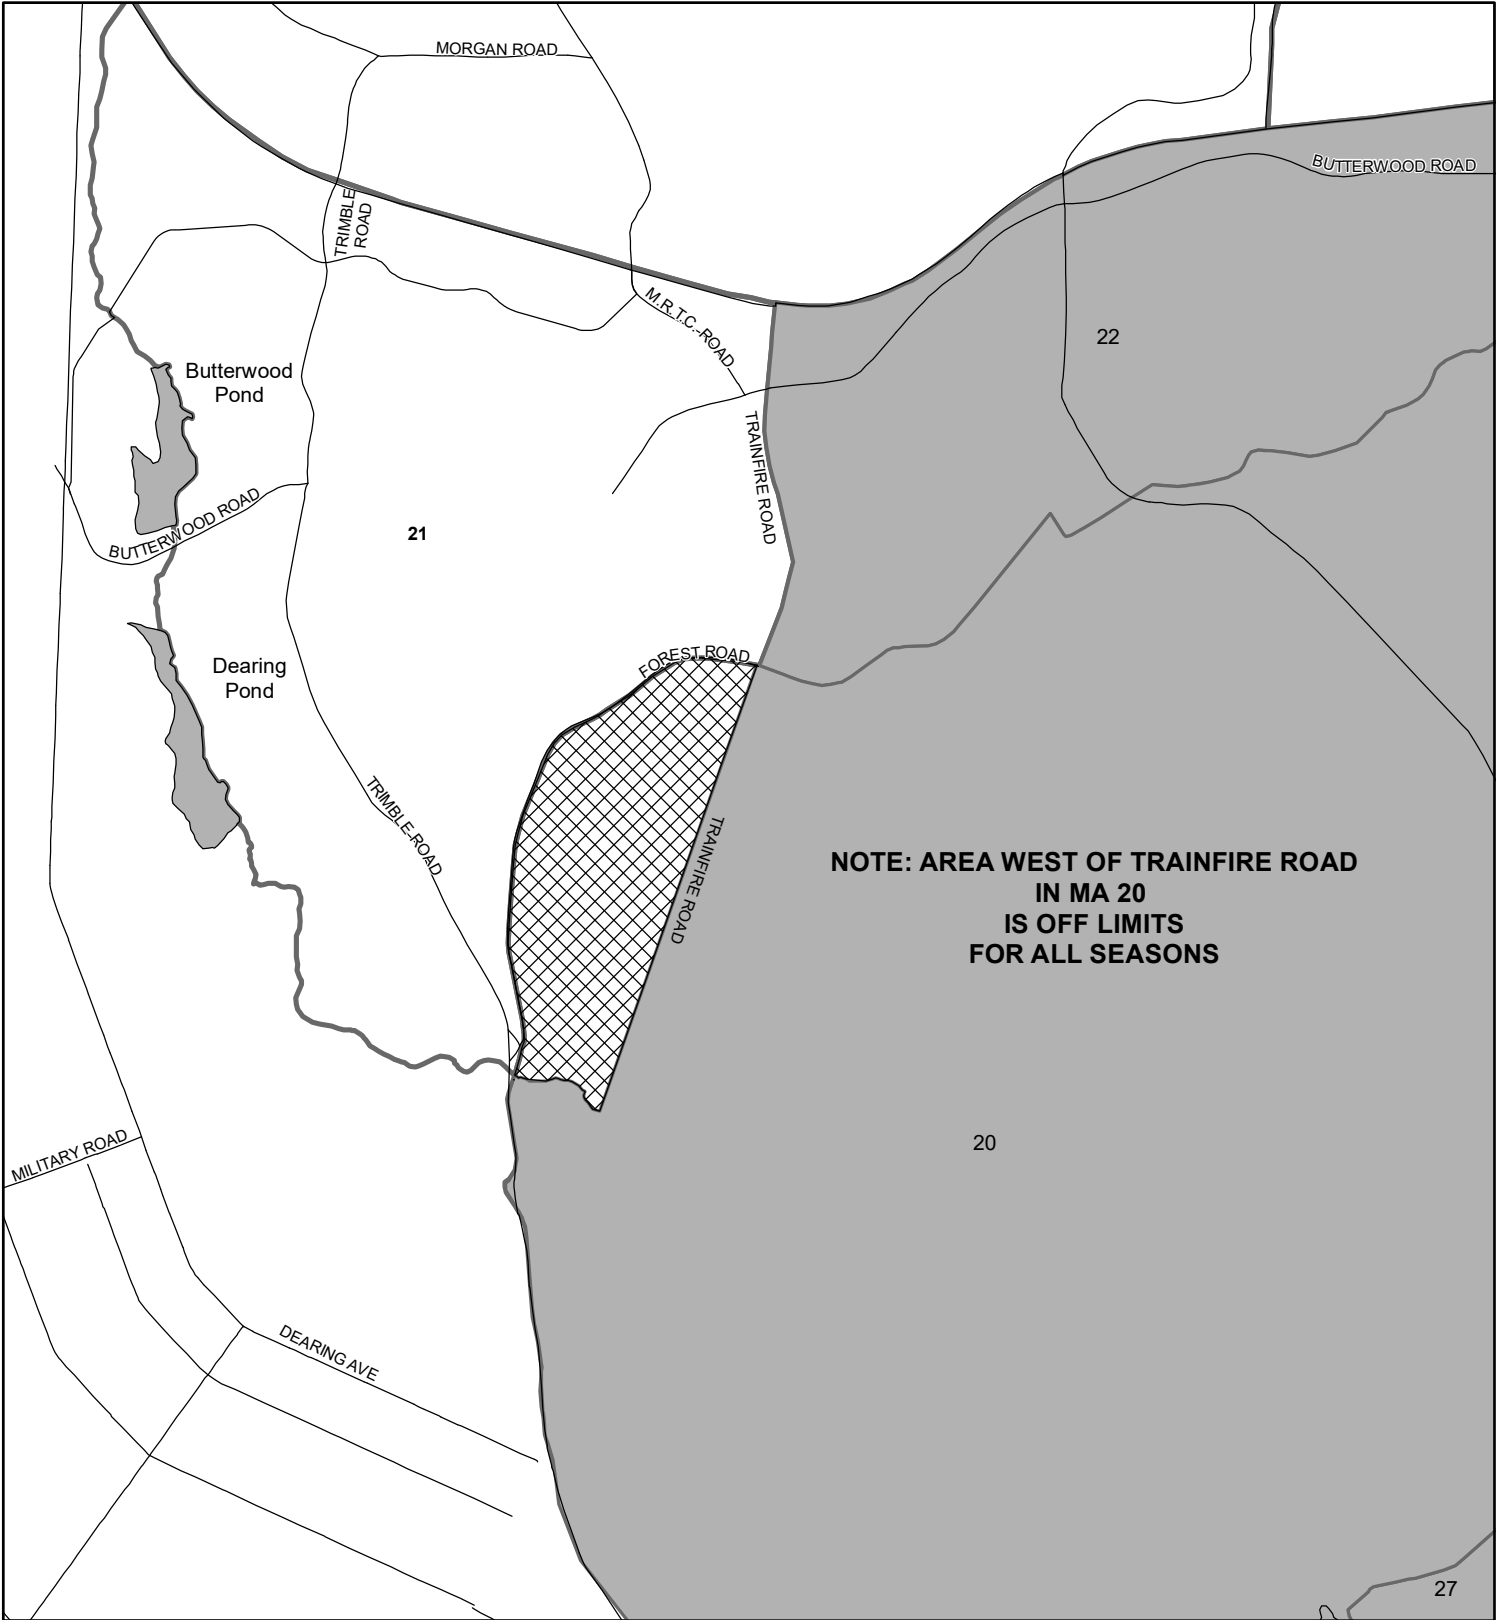 MORGAN ROAD
BUTTERWOOD ROAD
TRIMBLE
ROAD
M.R.T.C. ROAD
22
Butterwood
Pond
TRAINFIRE ROAD
BUTTERWOOD ROAD
21
FOREST ROAD
Dearing
Pond
TRIMBLE ROAD
TRAINFIRE ROAD
NOTE: AREA WEST OF TRAINFIRE ROAD
IN MA 20
IS OFF LIMITS
FOR ALL SEASONS
20
MILITARY ROAD
DEARING AVE
27